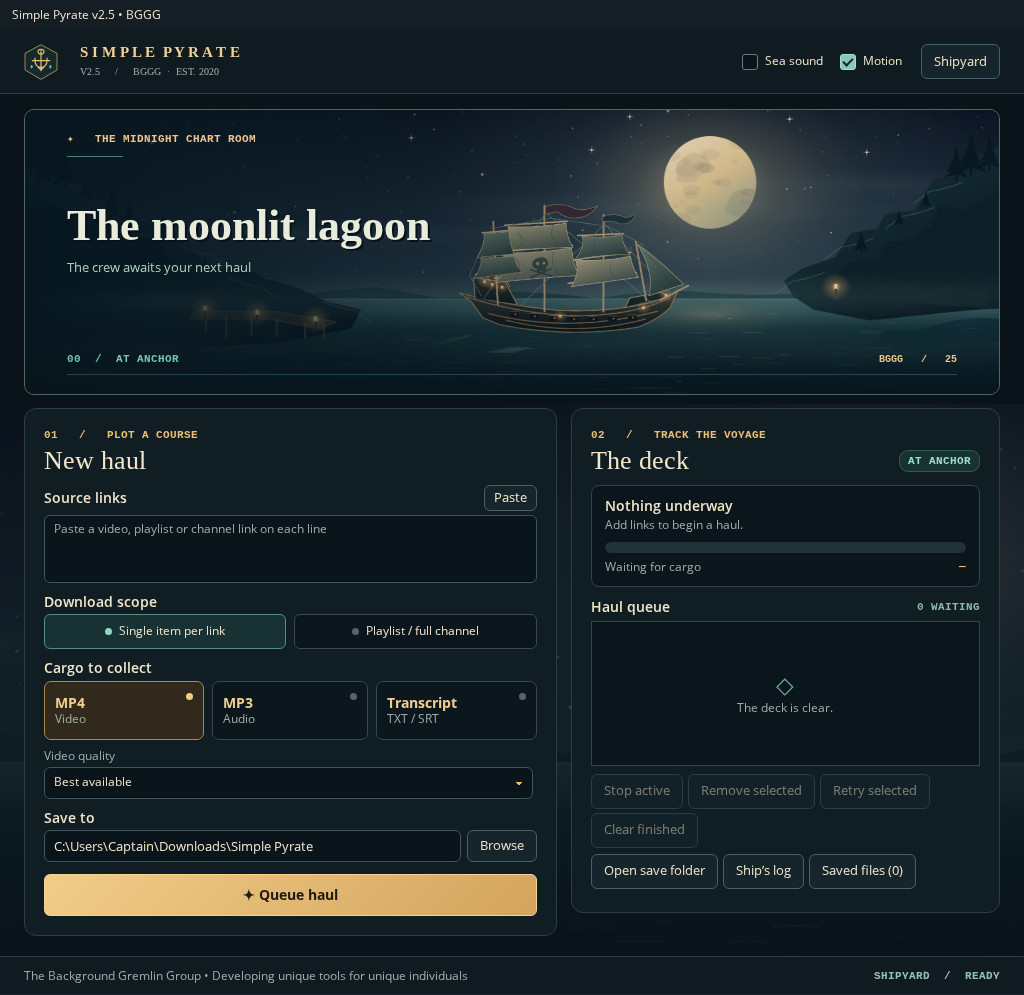 Simple Pyrate v2.5 • BGGG
SIMPLE PYRATE
V2.5 / BGGG · EST. 2020
Sea sound
Motion
Shipyard
✦ THE MIDNIGHT CHART ROOM
The moonlit lagoon
The crew awaits your next haul
00 / AT ANCHOR
BGGG / 25
01 / PLOT A COURSE
New haul
Source links
Paste
Paste a video, playlist or channel link on each line
Download scope
Single item per link
Playlist / full channel
Cargo to collect
MP4
Video
MP3
Audio
Transcript
TXT / SRT
Video quality
Best available
Save to
C:\Users\Captain\Downloads\Simple Pyrate
Browse
✦ Queue haul
02 / TRACK THE VOYAGE
The deck
AT ANCHOR
Nothing underway
Add links to begin a haul.
Waiting for cargo
—
Haul queue
0 WAITING
The deck is clear.
Stop active
Remove selected
Retry selected
Clear finished
Open save folder
Ship’s log
Saved files (0)
The Background Gremlin Group • Developing unique tools for unique individuals
SHIPYARD / READY